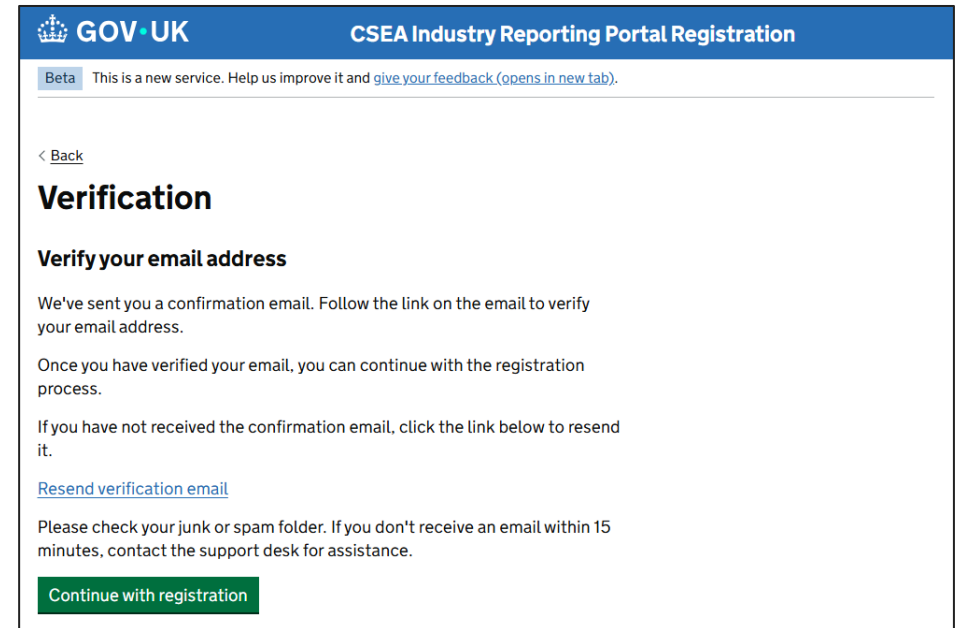 GOV•UK CSEA Industry Reporting Portal Registration
Beta This is a new service. Help us improve it and give your feedback (opens in new tab).
< Back
Verification
Verify your email address
We've sent you a confirmation email. Follow the link on the email to verify
your email address.
Once you have verified your email, you can continue with the registration
process.
If you have not received the confirmation email, click the link below to resend
it.
Resend verification email
Please check your junk or spam folder. If you don't receive an email within 15
minutes, contact the support desk for assistance.
Continue with registration